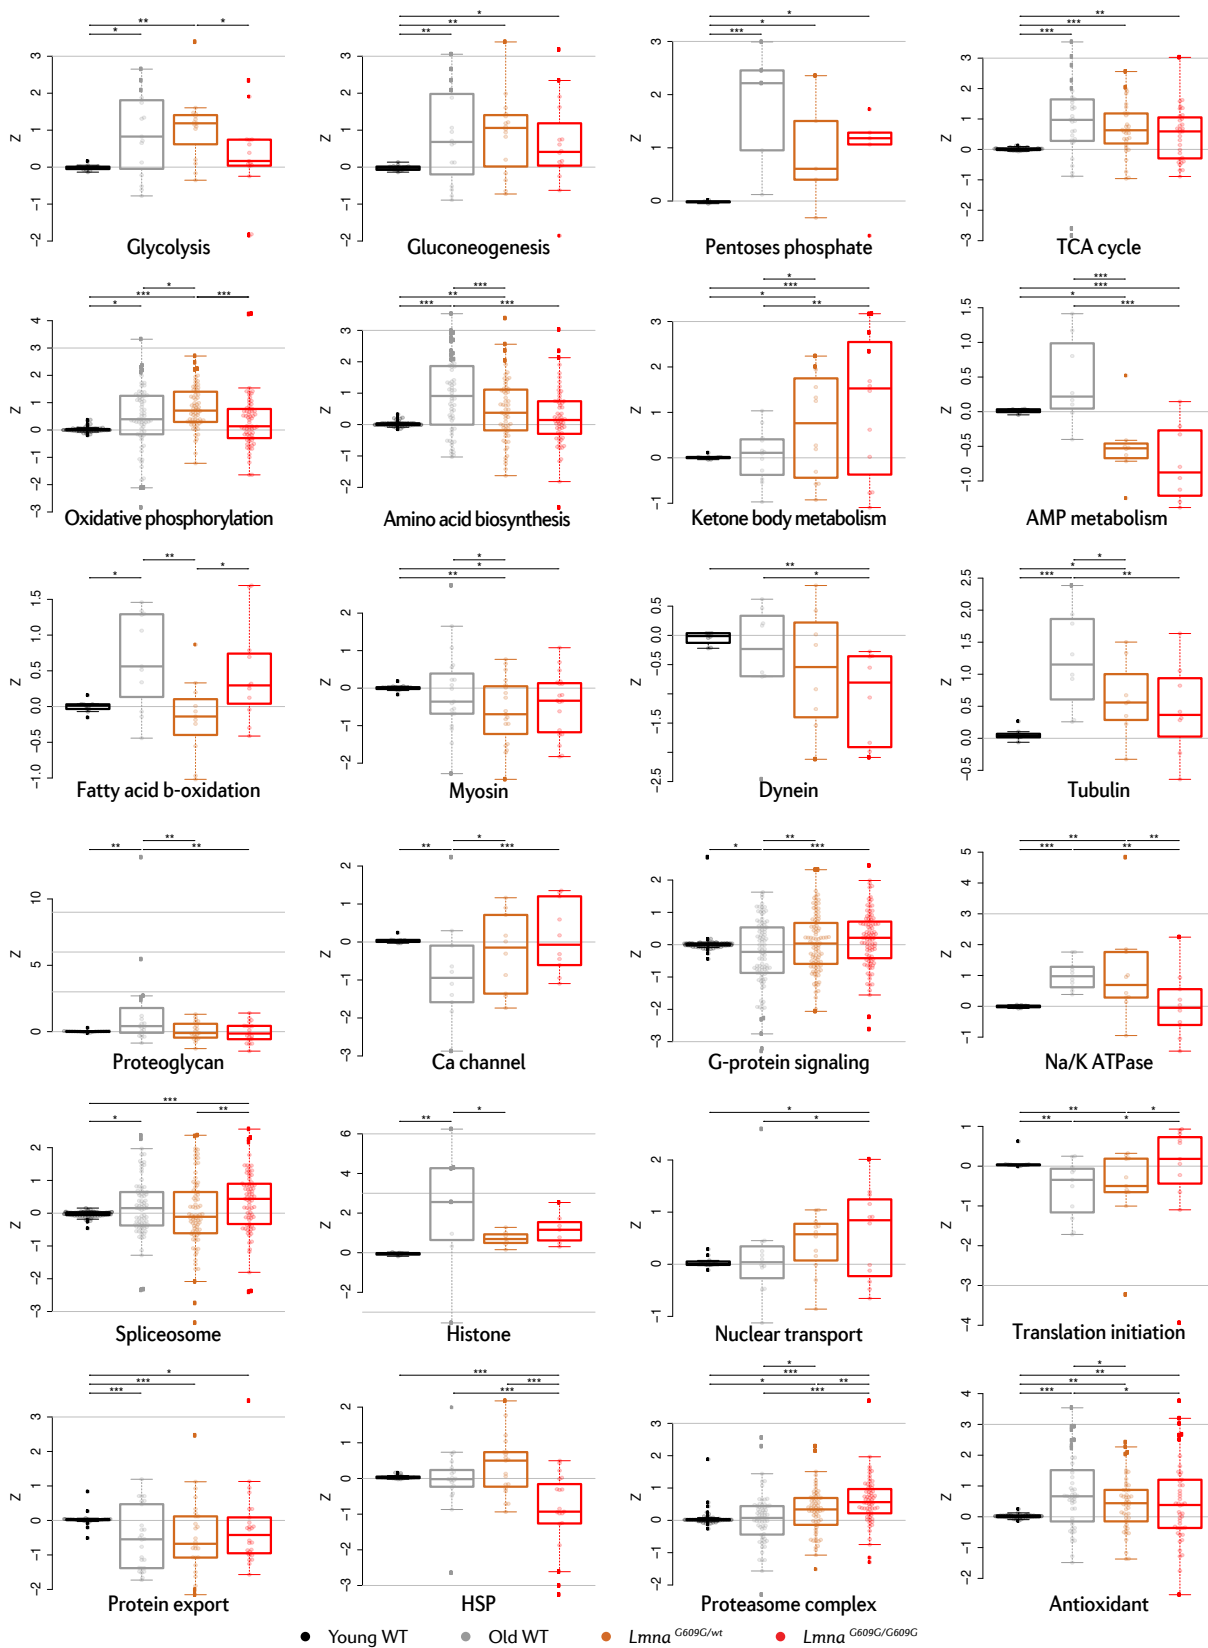 Z
Glycolysis
Z
Gluconeogenesis
Z
Pentoses phosphate
Z
TCA cycle
Z
Oxidative phosphorylation
Z
Amino acid biosynthesis
Z
Ketone body metabolism
Z
AMP metabolism
Z
Fatty acid b-oxidation
Z
Myosin
Z
Dynein
Z
Tubulin
Z
Proteoglycan
Z
Ca channel
Z
G-protein signaling
Z
Na/K ATPase
Z
Spliceosome
Z
Histone
Z
Nuclear transport
Z
Translation initiation
Z
Protein export
Z
HSP
Z
Proteasome complex
Z
Antioxidant
Young WT Old WT Lmna G609G/wt Lmna G609G/G609G